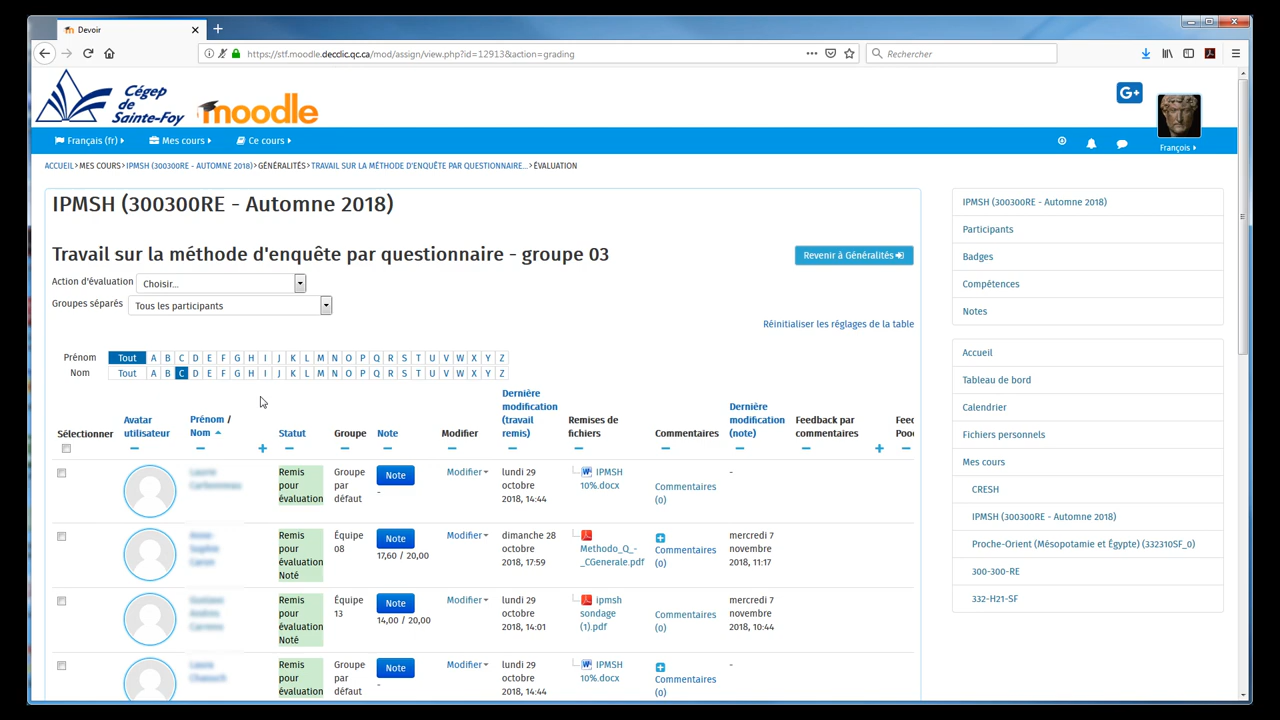 Devoir
https://stf.moodle.decclic.qc.ca/mod/assign/view.php?id=12913&action=grading
Rechercher
Cégep
de
Sainte-Foy
moodle
G+
Français (fr)
Mes cours
Ce cours
François
ACCUEIL > MES COURS > IPMSH (300300RE - AUTOMNE 2018) > GÉNÉRALITÉS > TRAVAIL SUR LA MÉTHODE D'ENQUÊTE PAR QUESTIONNAIRE... > ÉVALUATION
IPMSH (300300RE - Automne 2018)
Travail sur la méthode d'enquête par questionnaire - groupe 03
Revenir à Généralités
Action d'évaluation Choisir...
Groupes séparés Tous les participants
Réinitialiser les réglages de la table
Prénom Tout A B C D E F G H I J K L M N O P Q R S T U V W X Y Z
Nom Tout A B C D E F G H I J K L M N O P Q R S T U V W X Y Z
Sélectionner
Avatar
utilisateur
Prénom /
Nom
Statut
Groupe
Note
Modifier
Dernière
modification
(travail
remis)
Remises de
fichiers
Commentaires
Dernière
modification
(note)
Feedback par
commentaires
Feec
Pooc
Remis
pour
évaluation
Groupe
par
défaut
Note
-
Modifier
lundi 29
octobre
2018, 14:44
IPMSH
10%.docx
Commentaires
(0)
-
Remis
pour
évaluation
Noté
Équipe
08
Note
17,60 / 20,00
Modifier
dimanche 28
octobre
2018, 17:59
Methodo_Q_-
_CGenerale.pdf
Commentaires
(0)
mercredi 7
novembre
2018, 11:17
Remis
pour
évaluation
Noté
Équipe
13
Note
14,00 / 20,00
Modifier
lundi 29
octobre
2018, 14:01
ipmsh
sondage
(1).pdf
Commentaires
(0)
mercredi 7
novembre
2018, 10:44
Remis
pour
évaluation
Groupe
par
défaut
Note
-
Modifier
lundi 29
octobre
2018, 14:44
IPMSH
10%.docx
Commentaires
(0)
-
IPMSH (300300RE - Automne 2018)
Participants
Badges
Compétences
Notes
Accueil
Tableau de bord
Calendrier
Fichiers personnels
Mes cours
CRESH
IPMSH (300300RE - Automne 2018)
Proche-Orient (Mésopotamie et Égypte) (332310SF_0)
300-300-RE
332-H21-SF